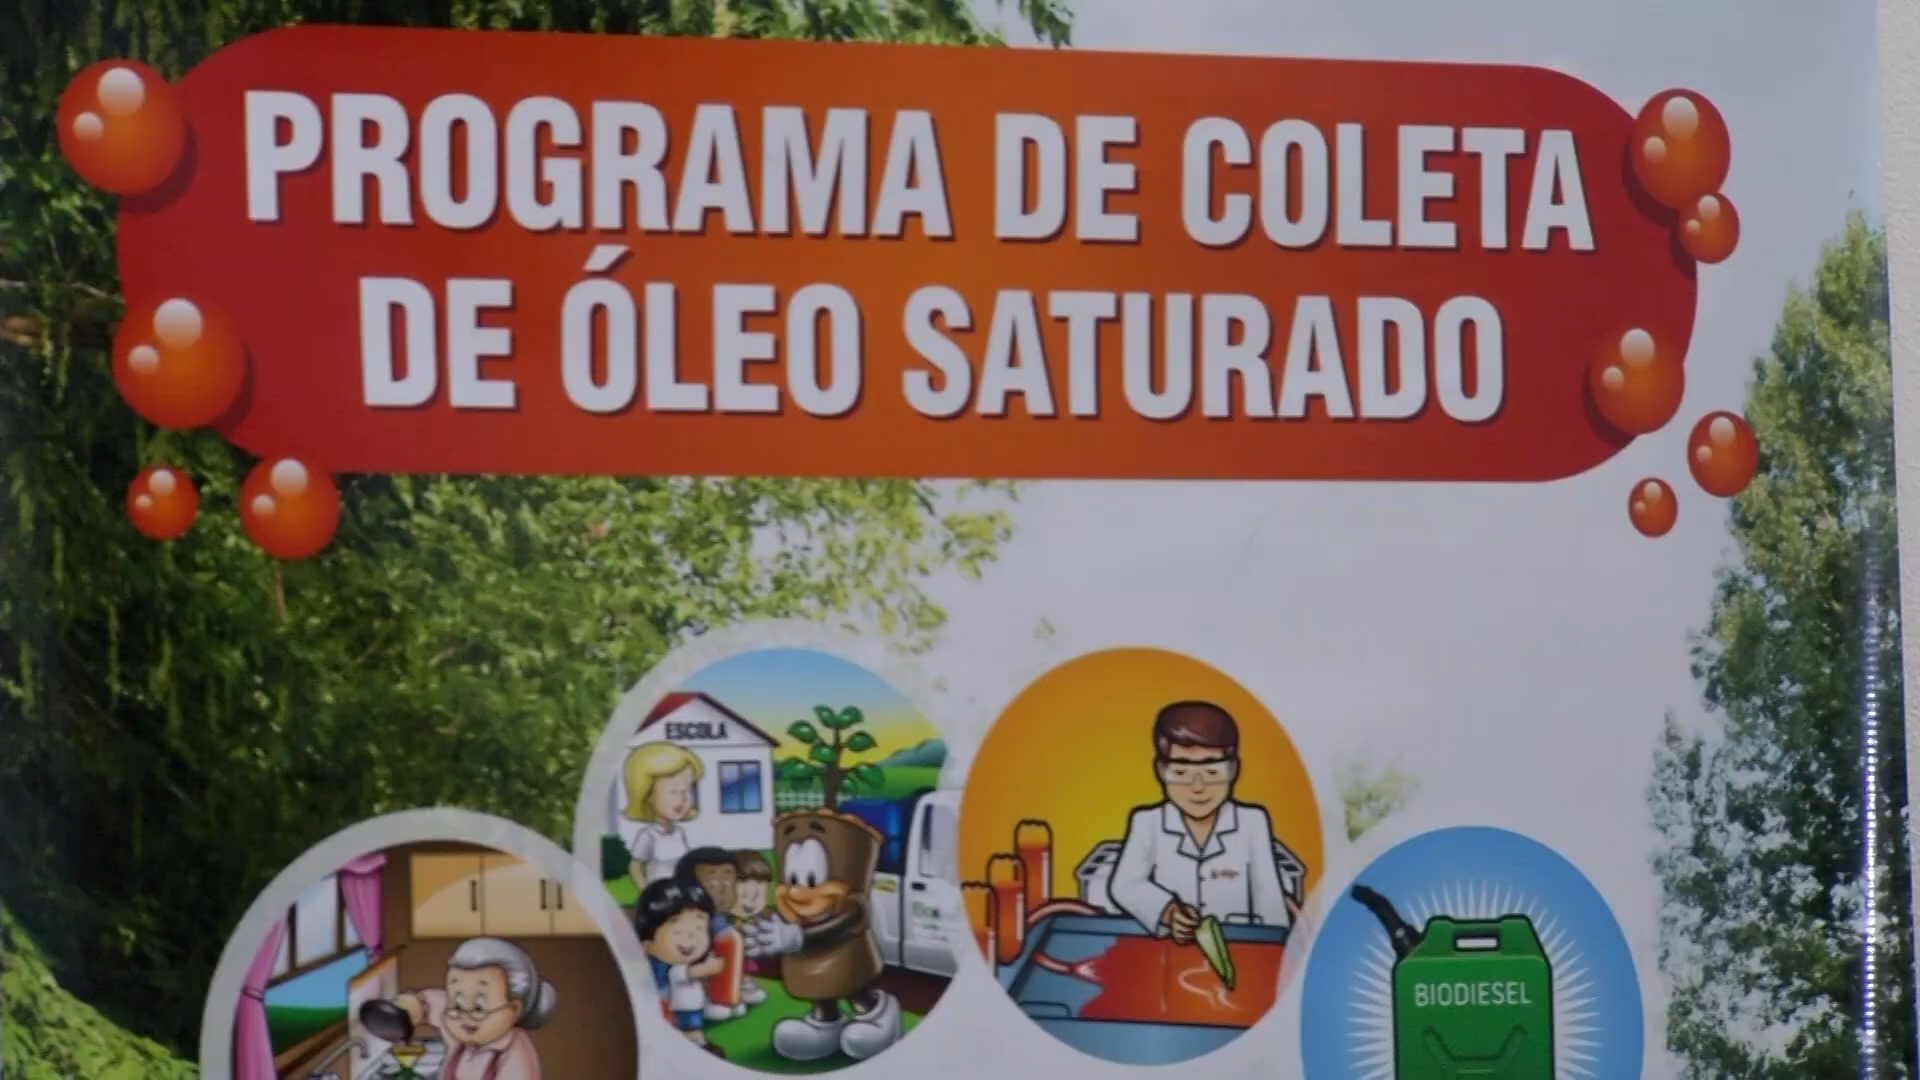 PROGRAMA DE COLETA
DE ÓLEO SATURADO
ESCOLA
BIODIESEL